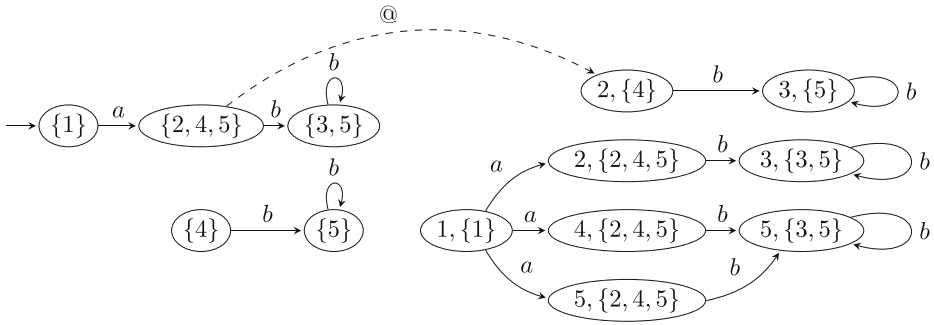 @
b
2, {4} b 3, {5} b
{1} a {2, 4, 5} b {3, 5}
a 2, {2, 4, 5} b 3, {3, 5} b
b
{4} b {5} 1, {1} a 4, {2, 4, 5} b 5, {3, 5} b
a b
5, {2, 4, 5}